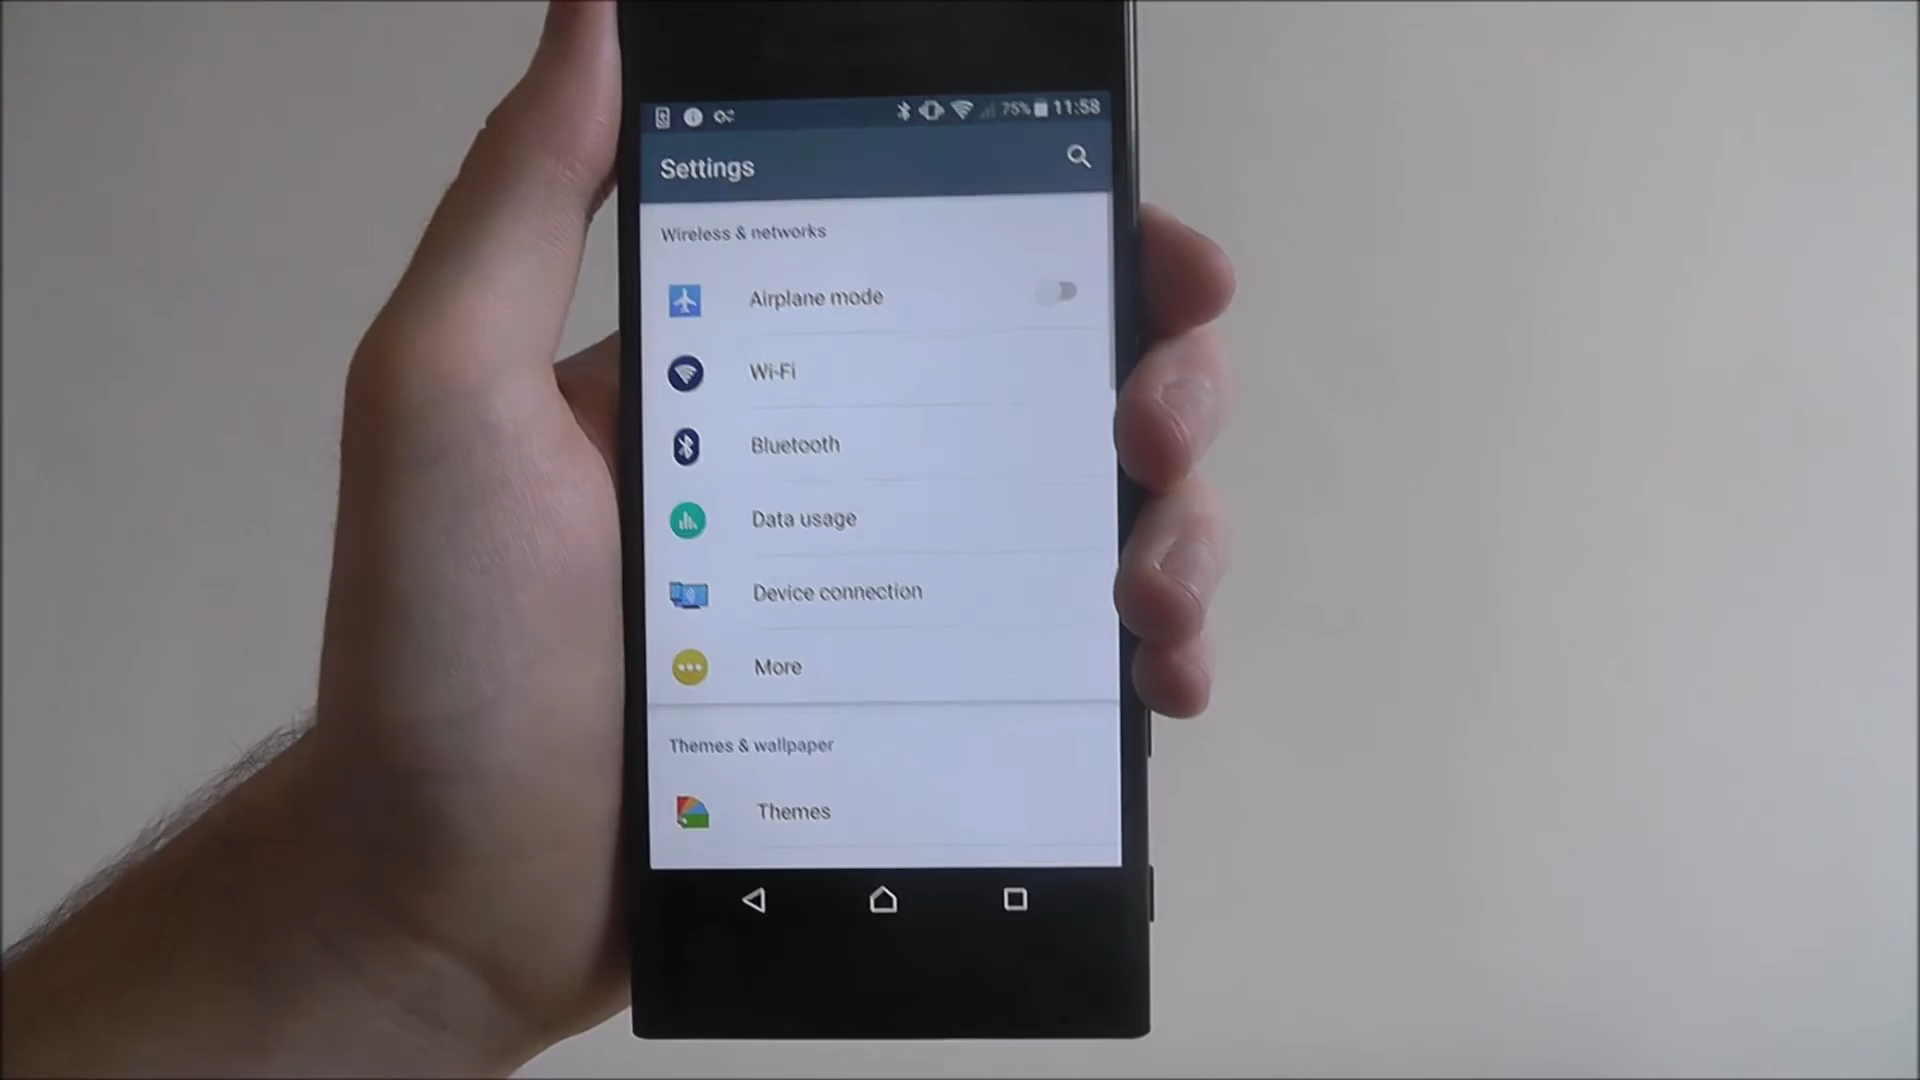 75% 11:58
Settings
Wireless & networks
Airplane mode
Wi-Fi
Bluetooth
Data usage
Device connection
More
Themes & wallpaper
Themes